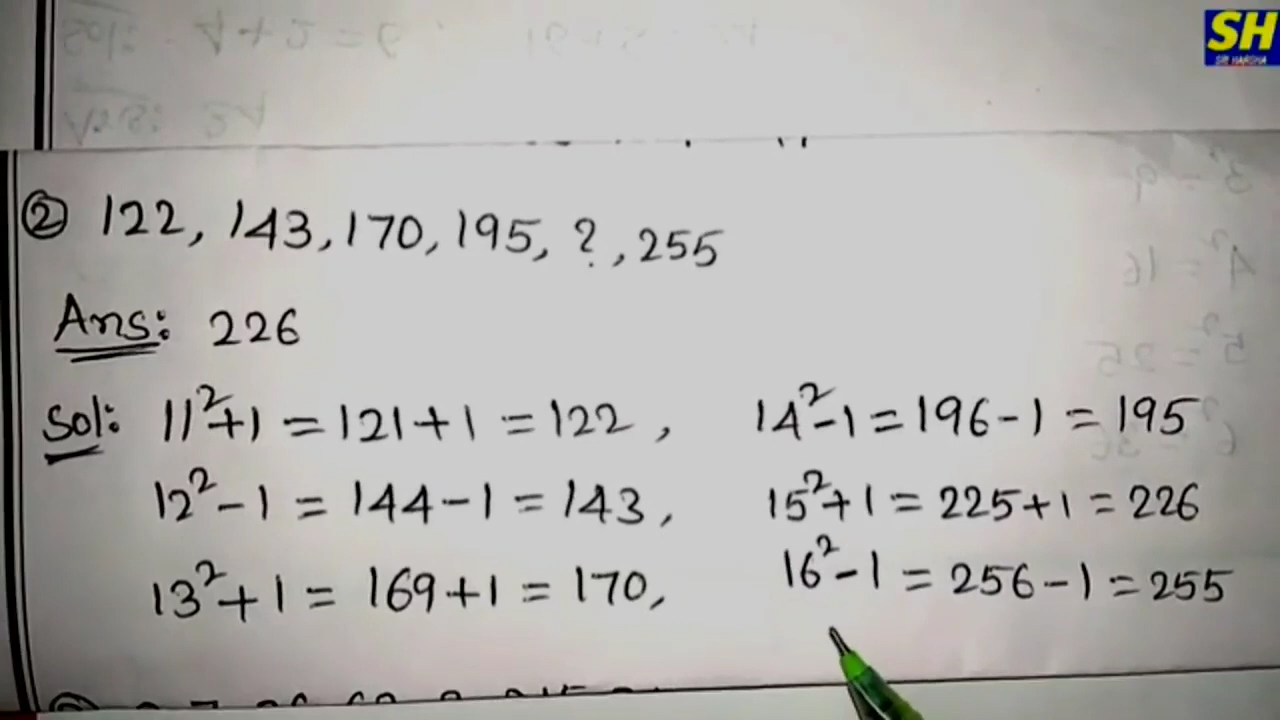 SH
SRI HARSHA
② 122, 143, 170, 195, ?, 255
Ans: 226
Sol: 11²+1 = 121+1 = 122, 14²-1 = 196-1 = 195
12²-1 = 144-1 = 143, 15²+1 = 225+1 = 226
13²+1 = 169+1 = 170, 16²-1 = 256-1 = 255